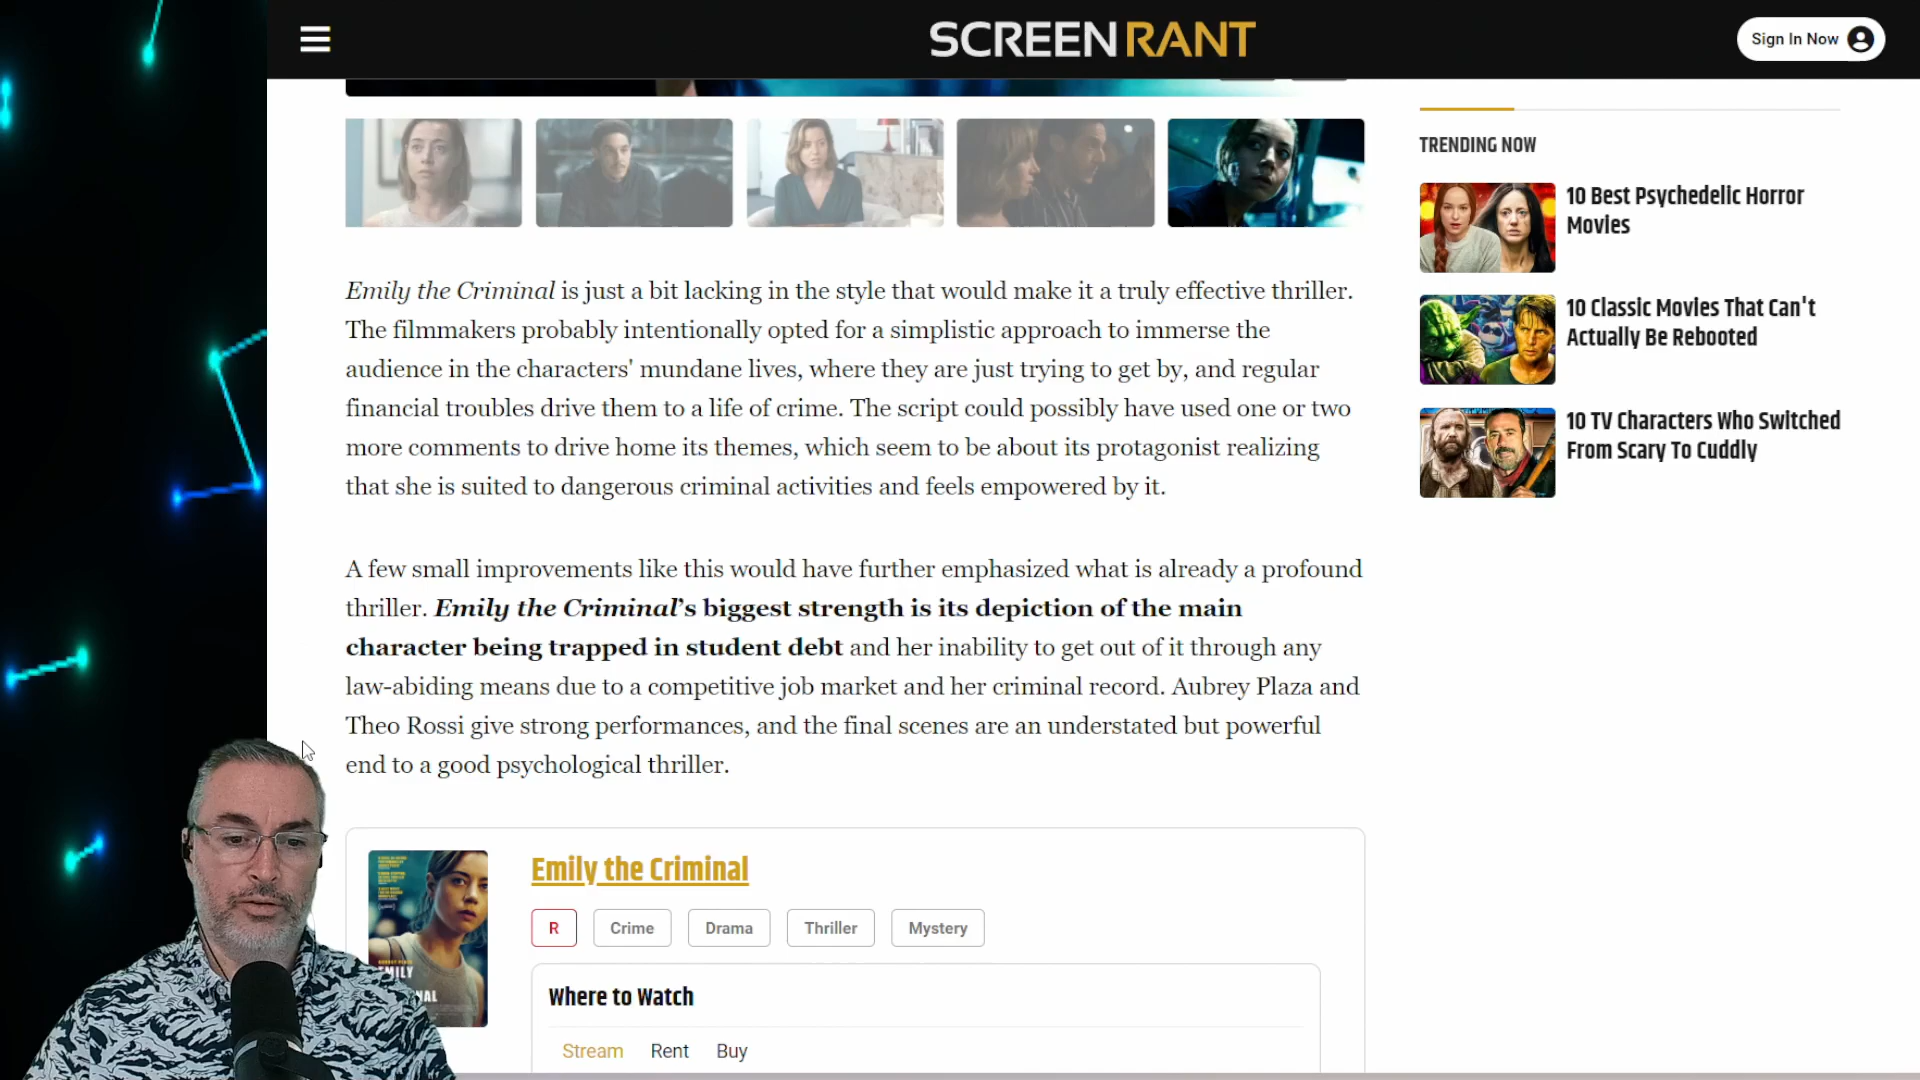 SCREENRANT
Sign In Now
TRENDING NOW
10 Best Psychedelic Horror
Movies
10 Classic Movies That Can't
Actually Be Rebooted
10 TV Characters Who Switched
From Scary To Cuddly
Emily the Criminal is just a bit lacking in the style that would make it a truly effective thriller.
The filmmakers probably intentionally opted for a simplistic approach to immerse the
audience in the characters' mundane lives, where they are just trying to get by, and regular
financial troubles drive them to a life of crime. The script could possibly have used one or two
more comments to drive home its themes, which seem to be about its protagonist realizing
that she is suited to dangerous criminal activities and feels empowered by it.
A few small improvements like this would have further emphasized what is already a profound
thriller. Emily the Criminal's biggest strength is its depiction of the main
character being trapped in student debt and her inability to get out of it through any
law-abiding means due to a competitive job market and her criminal record. Aubrey Plaza and
Theo Rossi give strong performances, and the final scenes are an understated but powerful
end to a good psychological thriller.
Emily the Criminal
R Crime Drama Thriller Mystery
Where to Watch
Stream Rent Buy